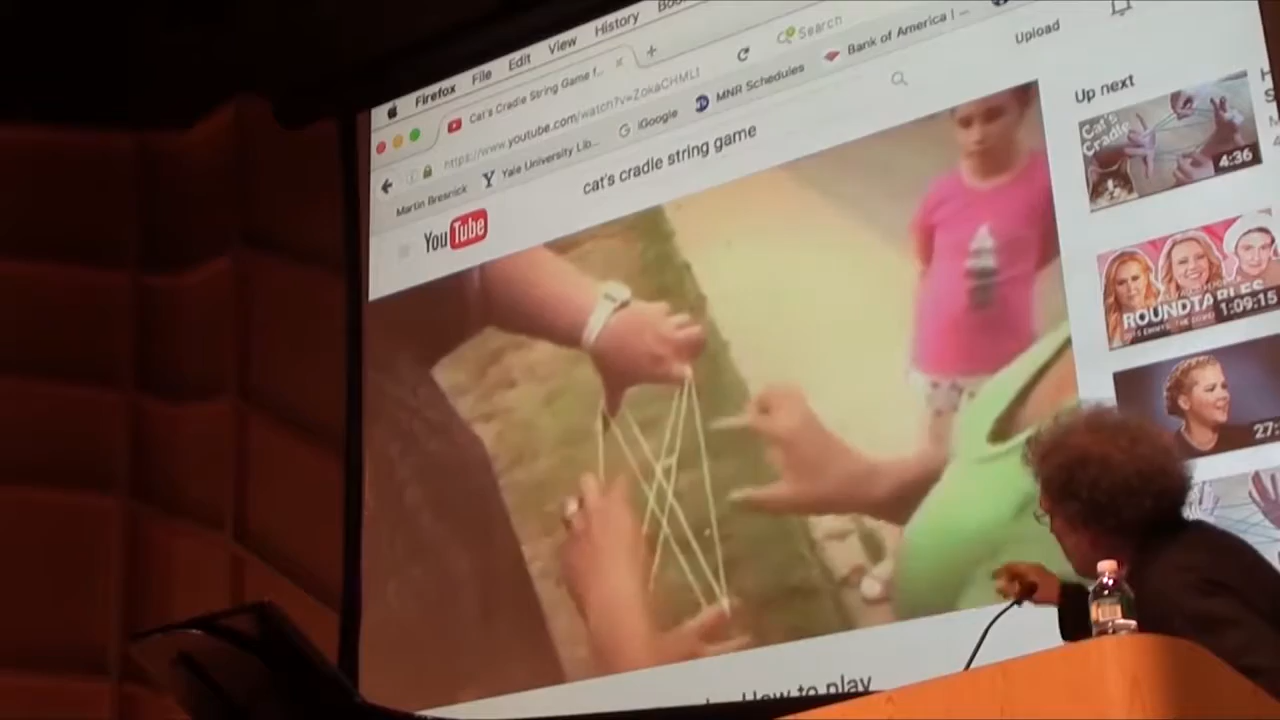 Firefox File Edit View History
Cat's Cradle String Game f...
https://www.youtube.com/watch?v=ZokaCHMLI
Search
Martin Bresnick Yale University Lib... iGoogle MNR Schedules Bank of America | —
YouTube
cat's cradle string game
Upload
Up next
Cat's
Cradle
4:36
ROUNDTABLES
1:09:15
27:
How to play